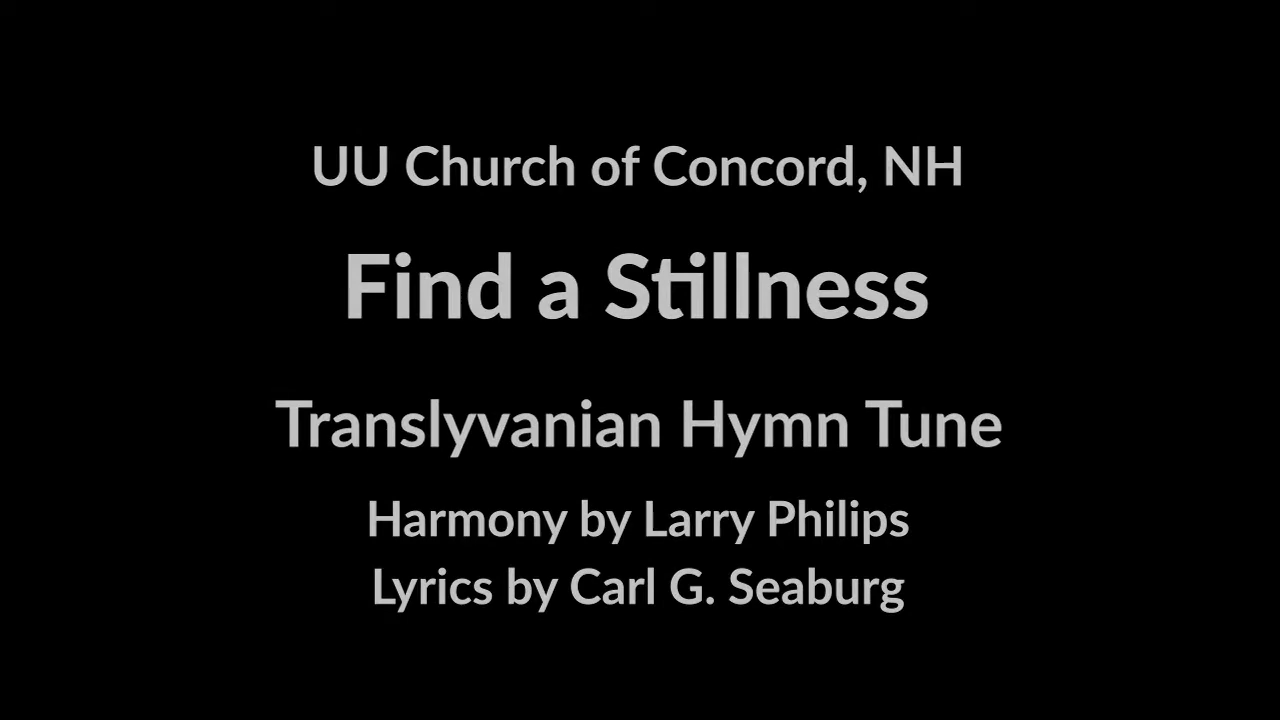 UU Church of Concord, NH
Find a Stillness
Translyvanian Hymn Tune
Harmony by Larry Philips
Lyrics by Carl G. Seaburg